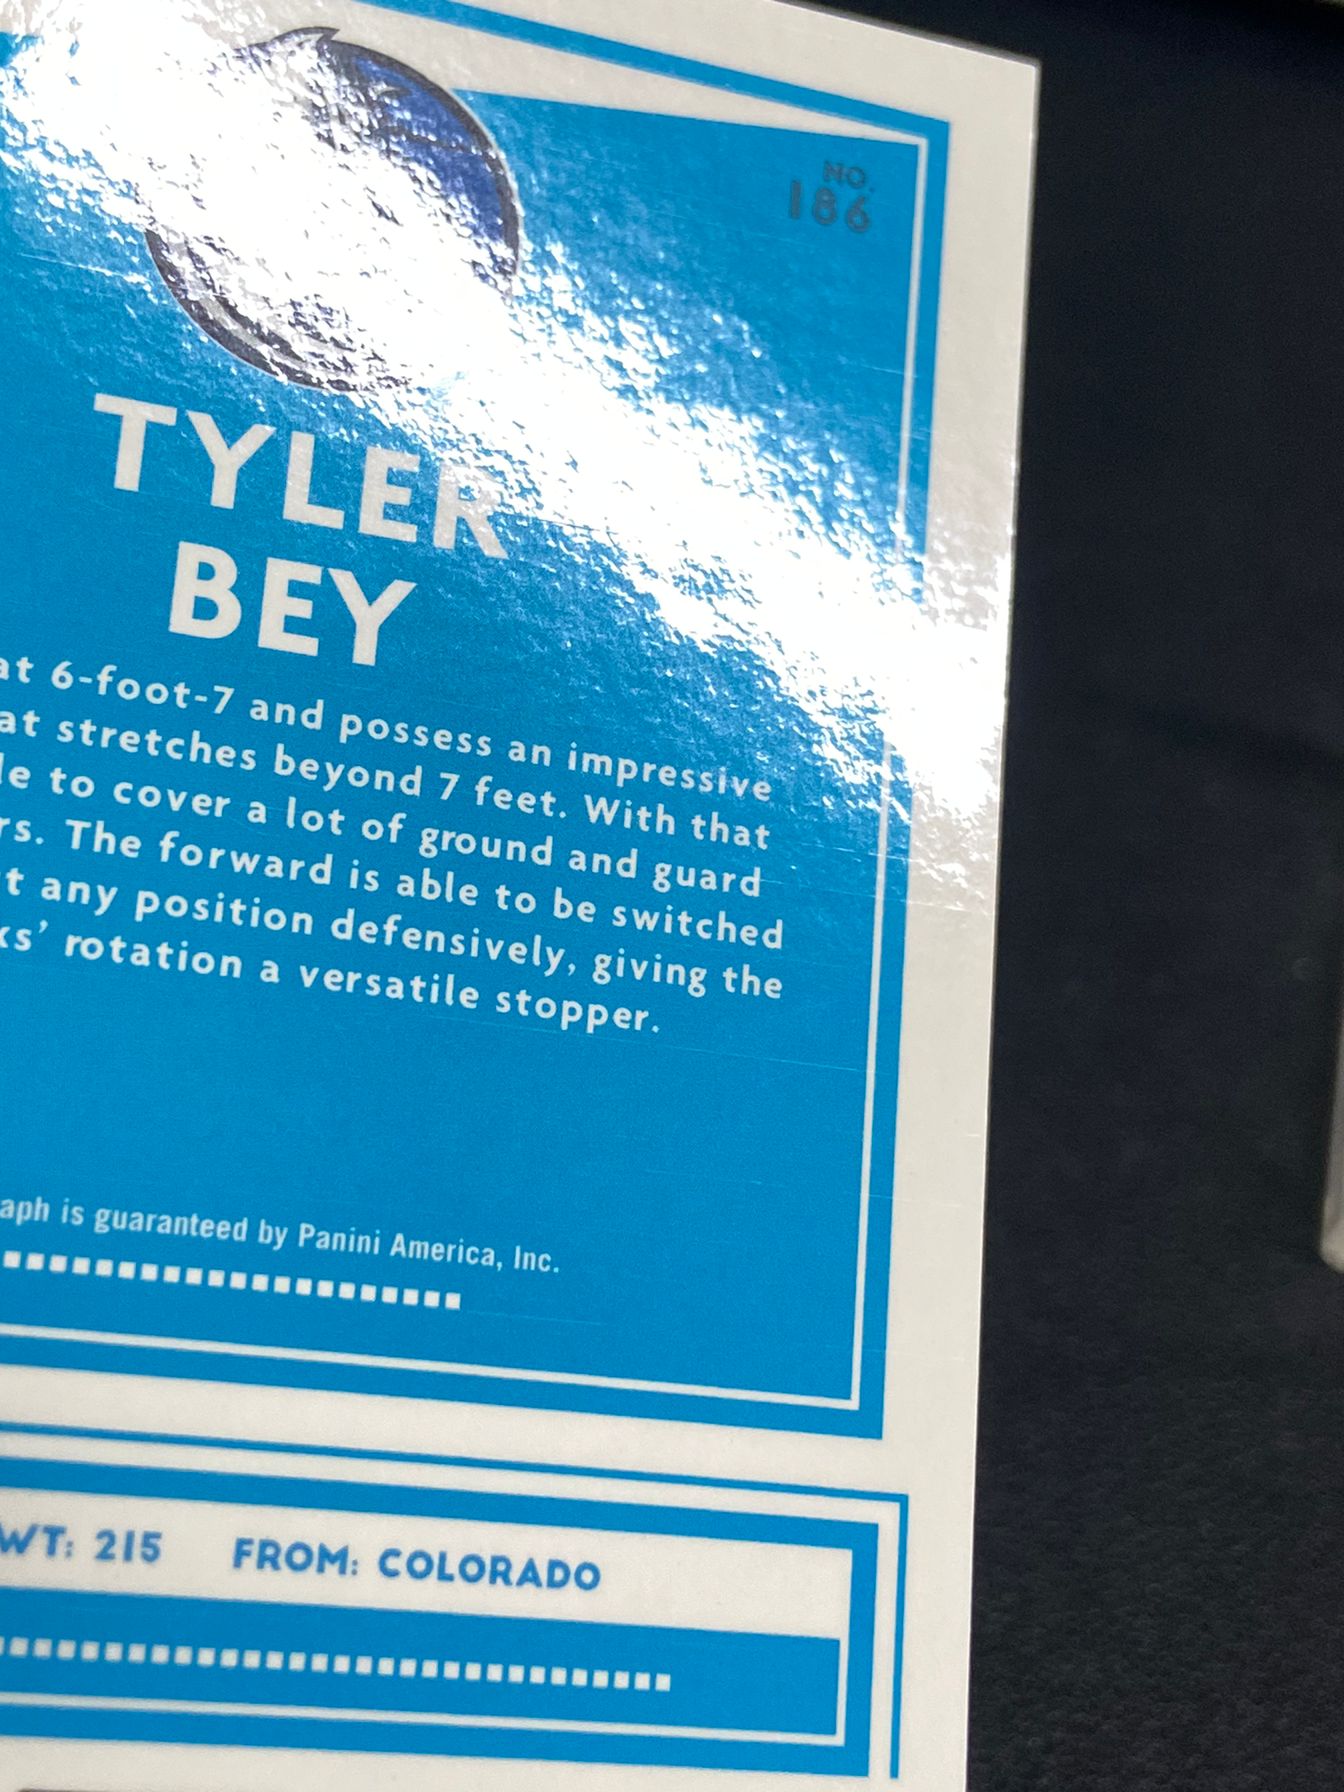 NO.
186
TYLER
BEY
at 6-foot-7 and possess an impressive
at stretches beyond 7 feet. With that
le to cover a lot of ground and guard
rs. The forward is able to be switched
t any position defensively, giving the
ks' rotation a versatile stopper.
aph is guaranteed by Panini America, Inc.
WT: 215 FROM: COLORADO